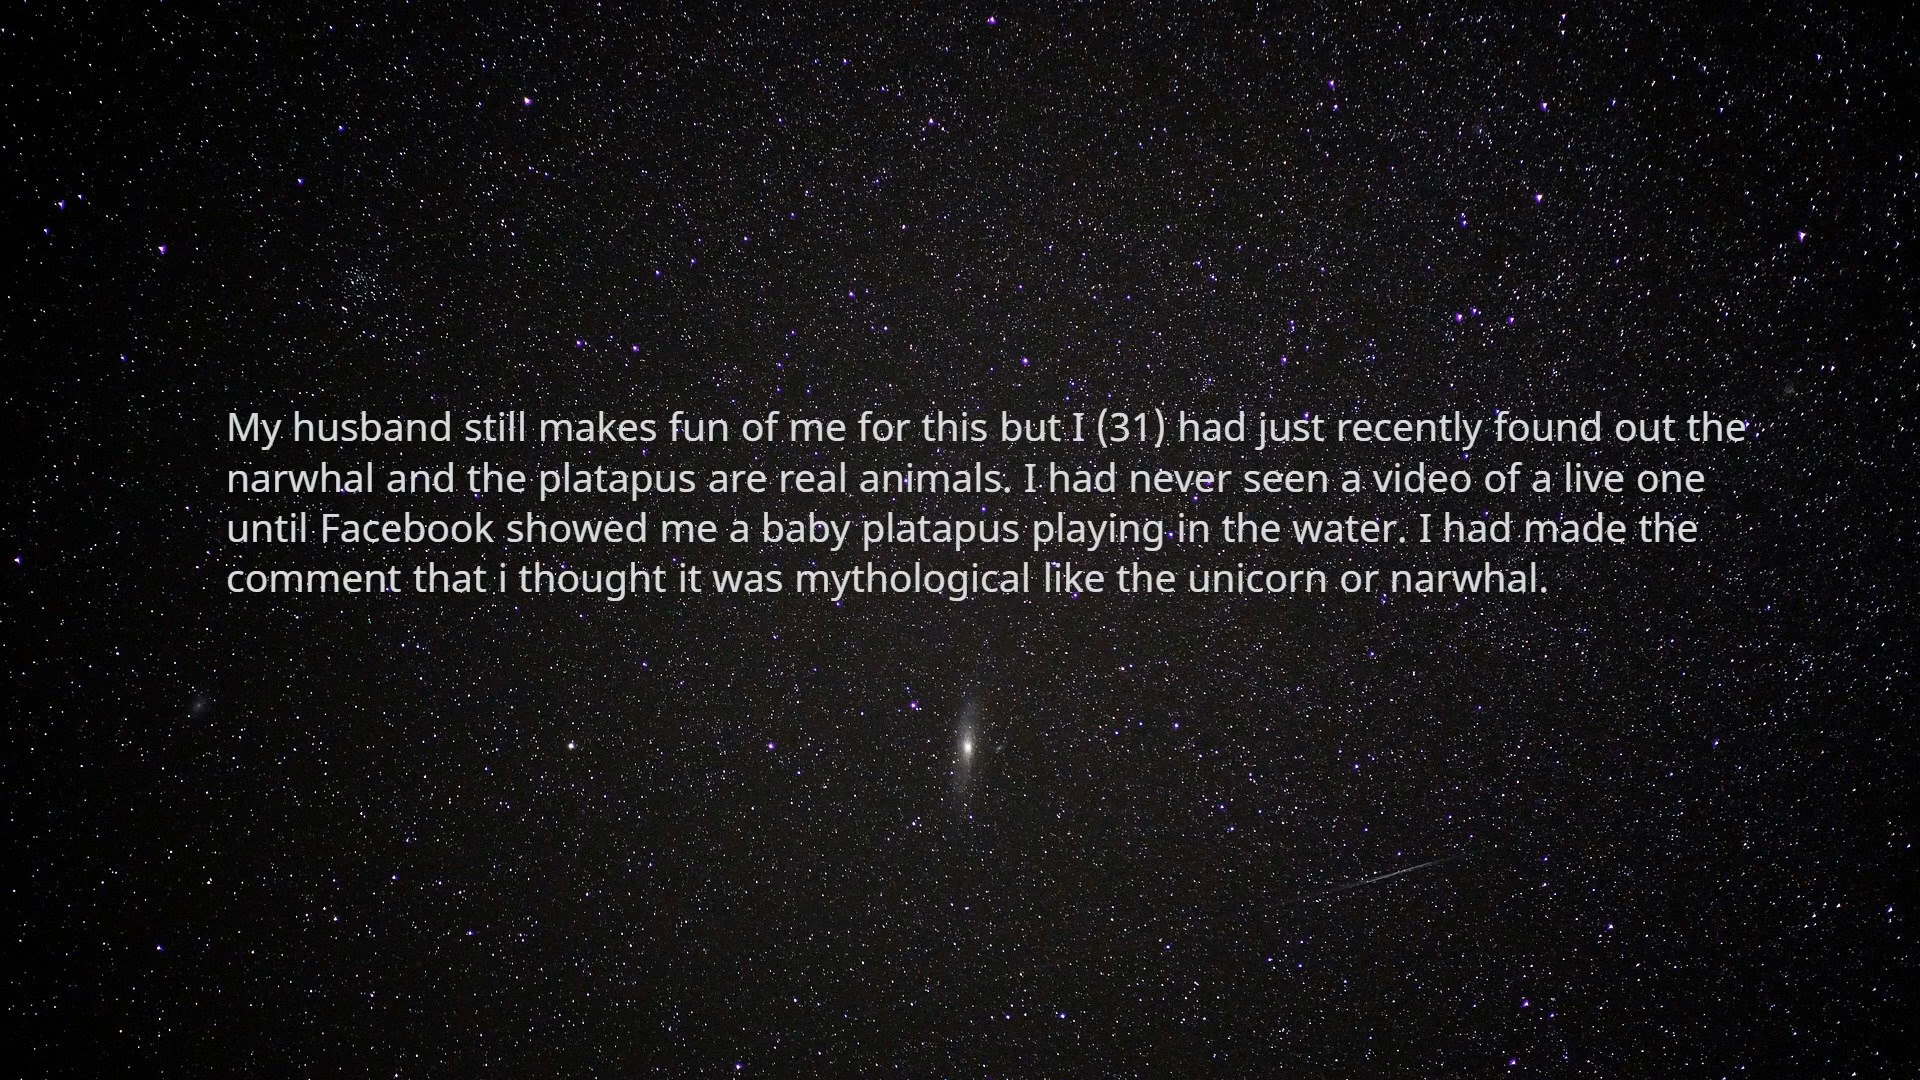 My husband still makes fun of me for this but I (31) had just recently found out the
narwhal and the platapus are real animals. I had never seen a video of a live one
until Facebook showed me a baby platapus playing in the water. I had made the
comment that i thought it was mythological like the unicorn or narwhal.